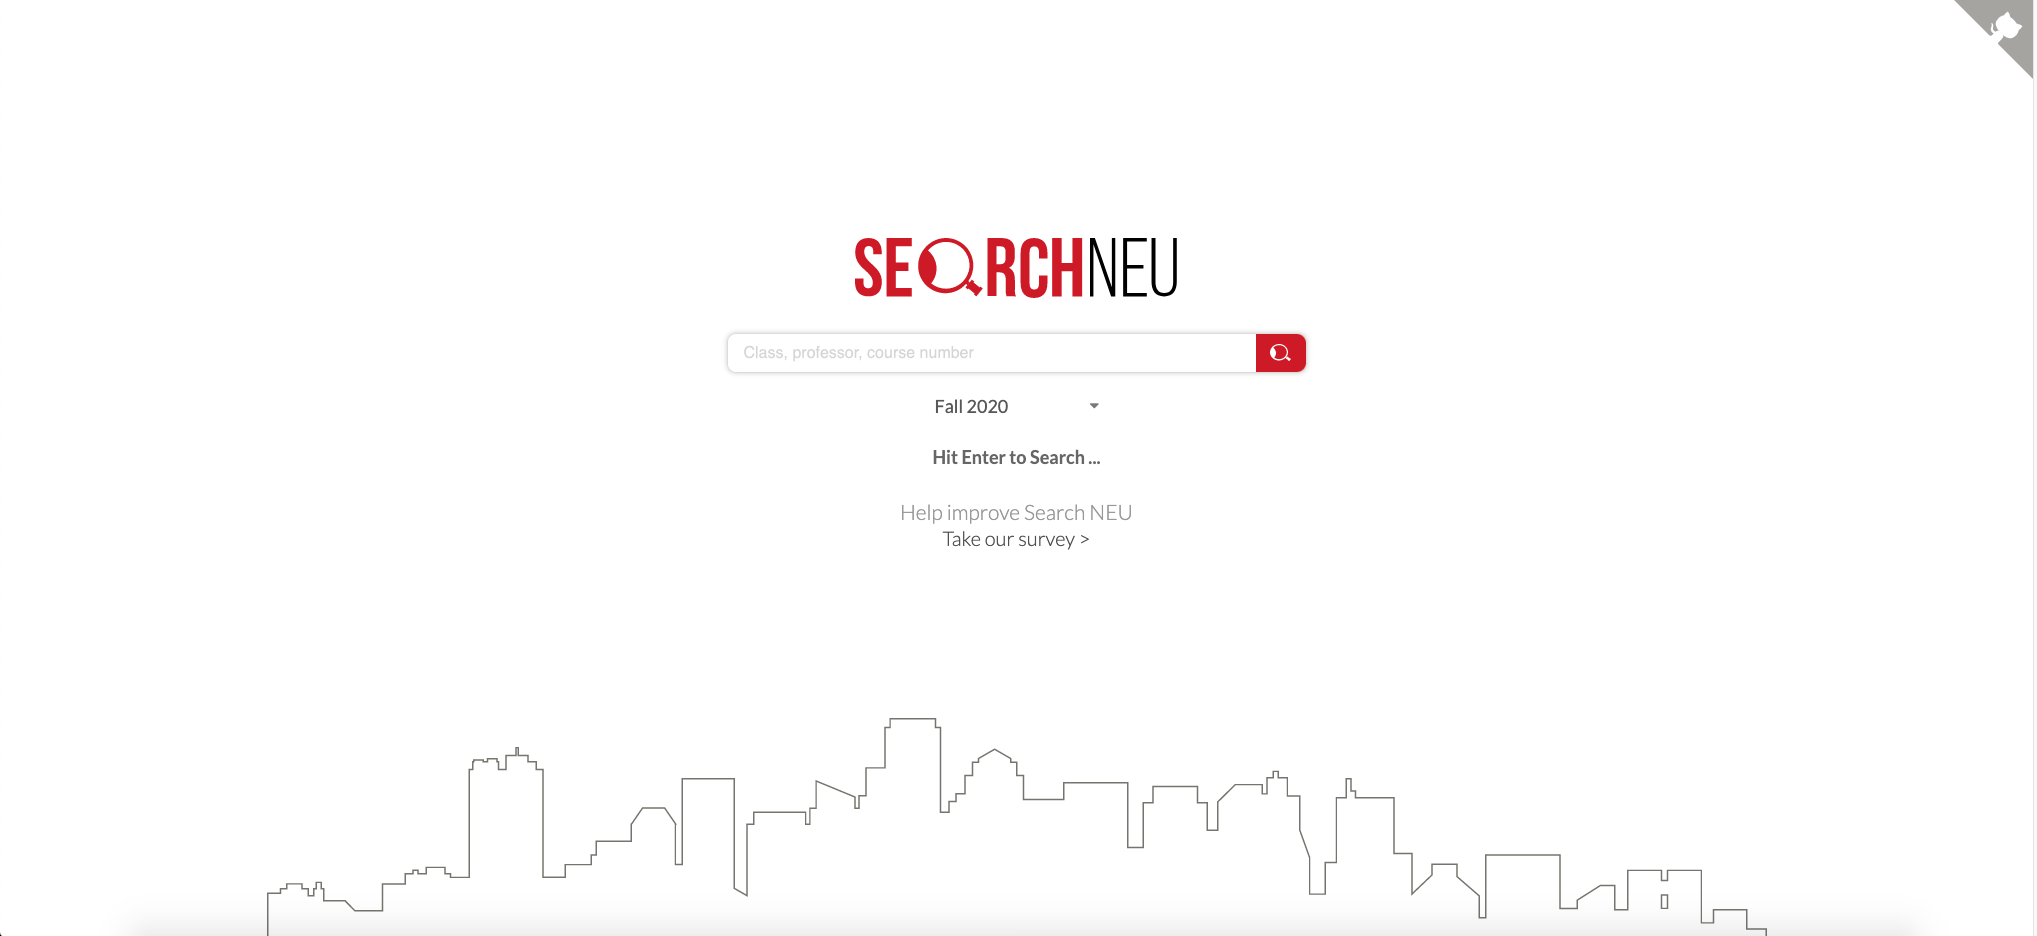 SEARCHNEU
Class, professor, course number
Fall 2020
Hit Enter to Search ...
Help improve Search NEU
Take our survey >